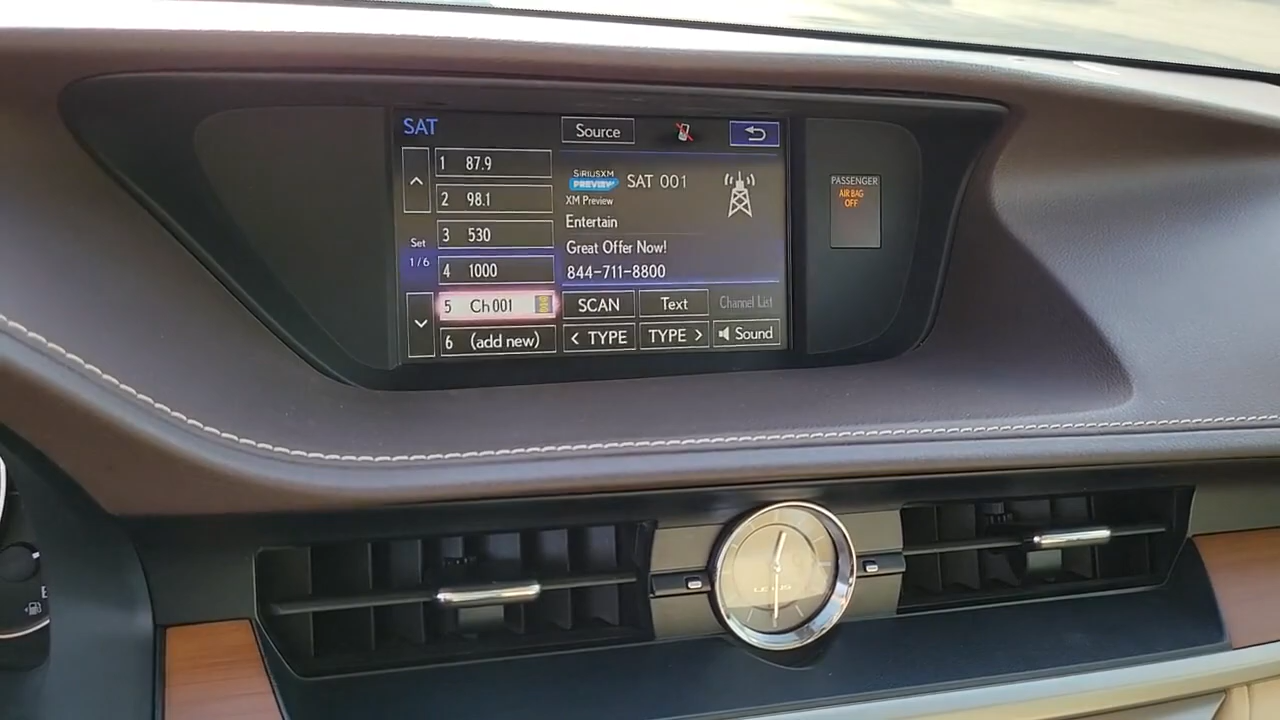 SAT
Source
1 87.9
2 98.1
3 530
4 1000
5 Ch 001
6 (add new)
Set
1/6
SiriusXM
PREVIEW
SAT 001
XM Preview
Entertain
Great Offer Now!
844-711-8800
SCAN
Text
Channel List
< TYPE
TYPE >
Sound
PASSENGER
AIR BAG
OFF
LEXUS
E